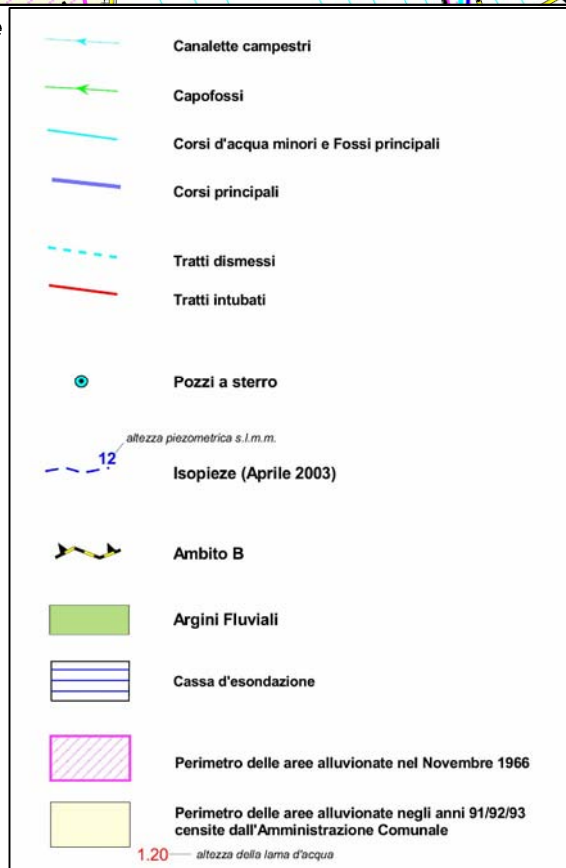 e
Canalette campestri
Capofossi
Corsi d'acqua minori e Fossi principali
Corsi principali
Tratti dismessi
Tratti intubati
Pozzi a sterro
altezza piezometrica s.l.m.m.
12
Isopieze (Aprile 2003)
Ambito B
Argini Fluviali
Cassa d'esondazione
Perimetro delle aree alluvionate nel Novembre 1966
Perimetro delle aree alluvionate negli anni 91/92/93
censite dall'Amministrazione Comunale
1.20 altezza della lama d'acqua